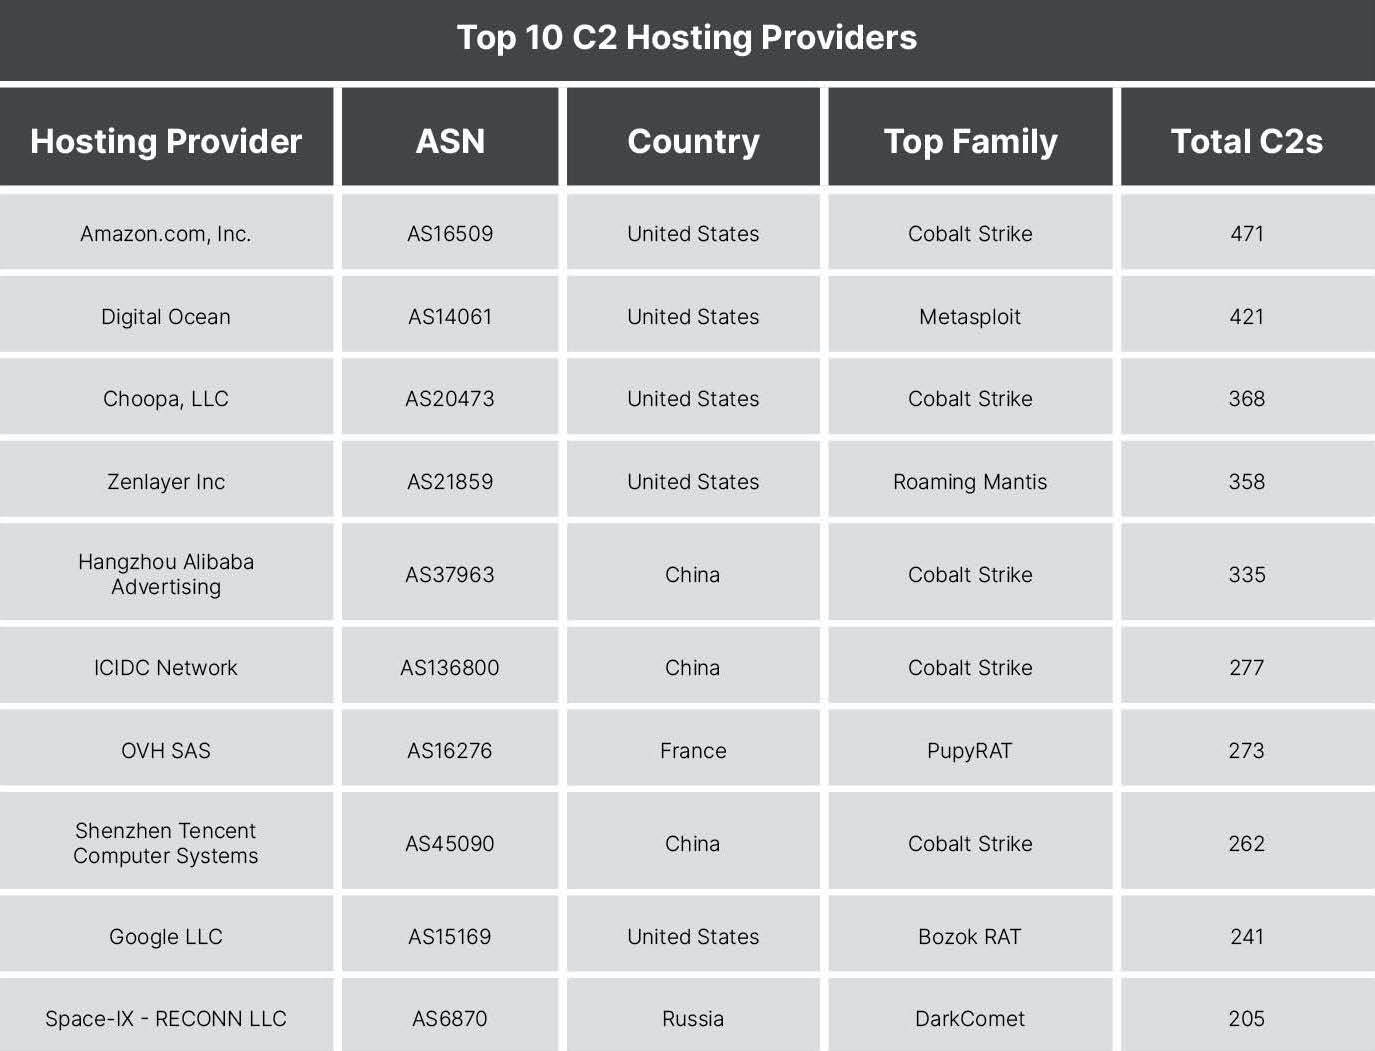 Top 10 C2 Hosting Providers
Hosting Provider ASN Country Top Family Total C2s
Amazon.com, Inc. AS16509 United States Cobalt Strike 471
Digital Ocean AS14061 United States Metasploit 421
Choopa, LLC AS20473 United States Cobalt Strike 368
Zenlayer Inc AS21859 United States Roaming Mantis 358
Hangzhou Alibaba
Advertising AS37963 China Cobalt Strike 335
ICIDC Network AS136800 China Cobalt Strike 277
OVH SAS AS16276 France PupyRAT 273
Shenzhen Tencent
Computer Systems AS45090 China Cobalt Strike 262
Google LLC AS15169 United States Bozok RAT 241
Space-IX - RECONN LLC AS6870 Russia DarkComet 205